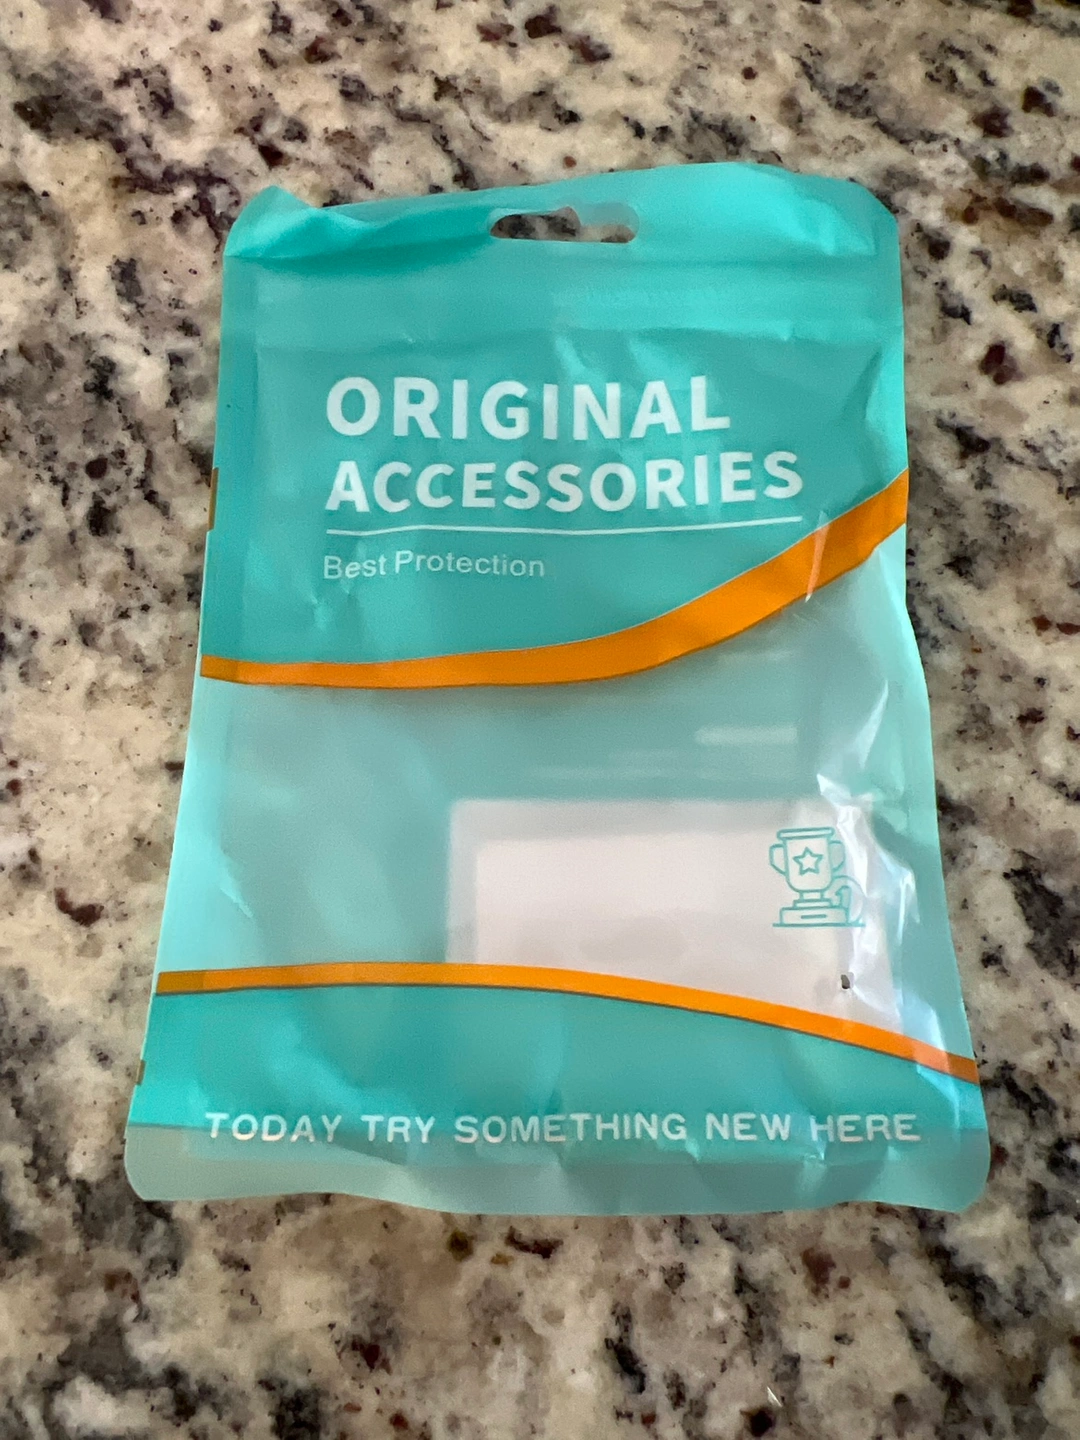 ORIGINAL
ACCESSORIES
Best Protection
TODAY TRY SOMETHING NEW HERE